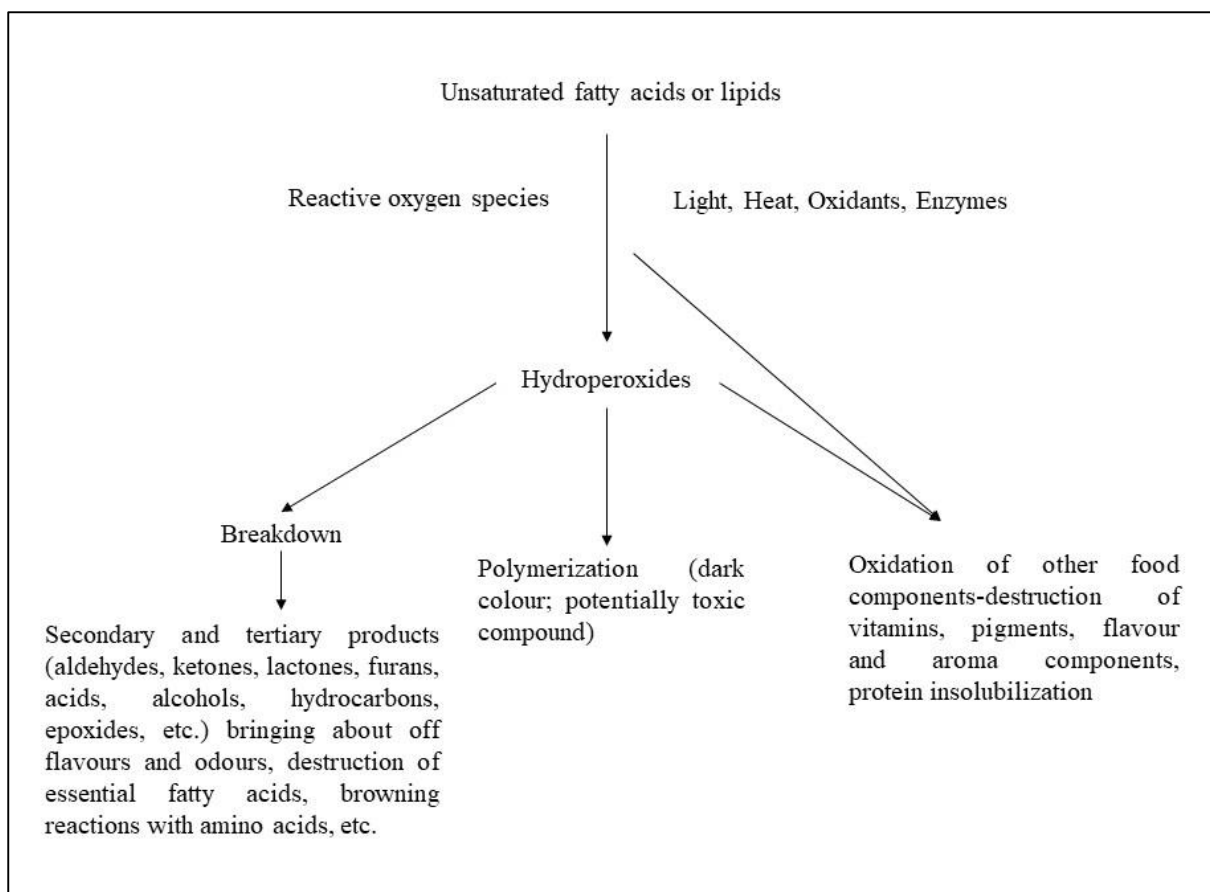 Unsaturated fatty acids or lipids
Reactive oxygen species
Light, Heat, Oxidants, Enzymes
Hydroperoxides
Breakdown
Secondary and tertiary products
(aldehydes, ketones, lactones, furans,
acids, alcohols, hydrocarbons,
epoxides, etc.) bringing about off
flavours and odours, destruction of
essential fatty acids, browning
reactions with amino acids, etc.
Polymerization (dark
colour; potentially toxic
compound)
Oxidation of other food
components-destruction of
vitamins, pigments, flavour
and aroma components,
protein insolubilization